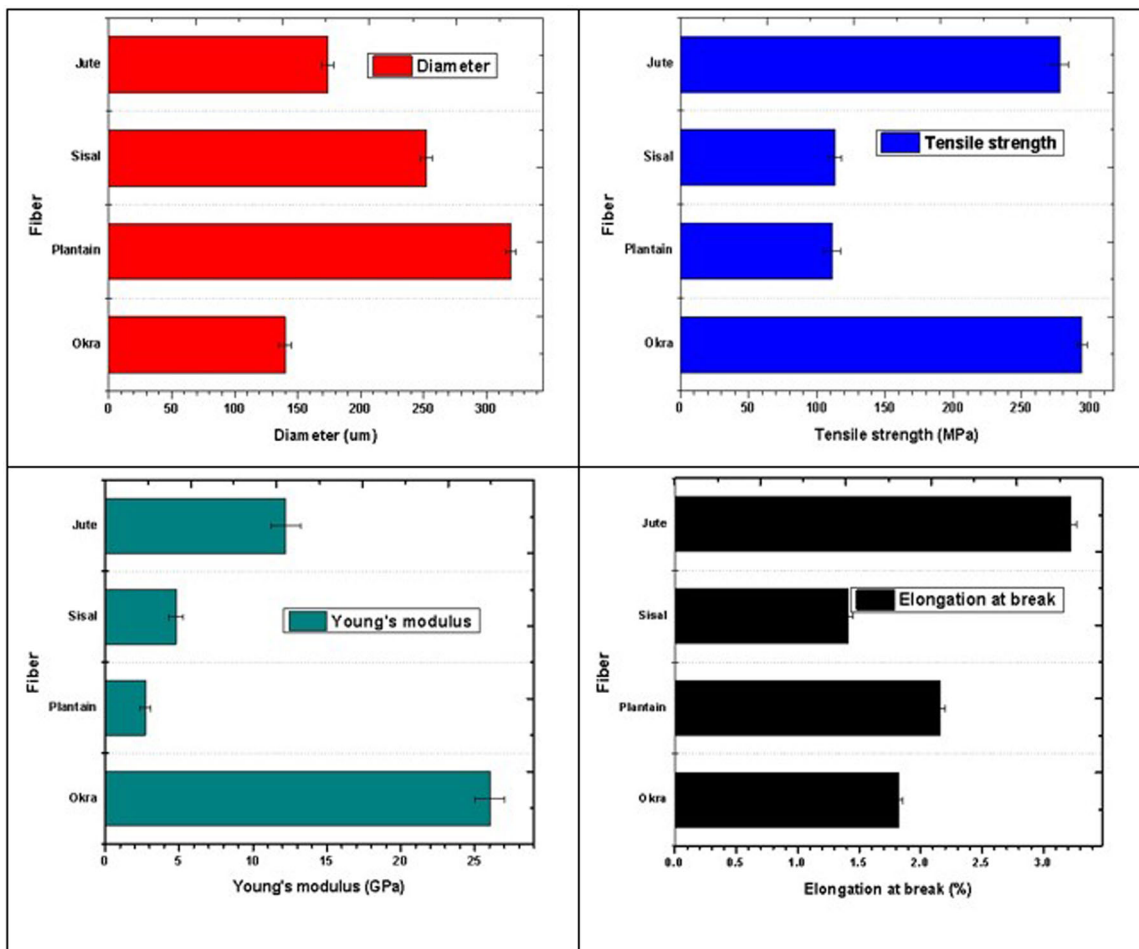 Jute
Diameter
Sisal
Fiber
Plantain
Okra
0 50 100 150 200 250 300
Diameter (um)
Jute
Tensile strength
Sisal
Fiber
Plantain
Okra
0 50 100 150 200 250 300
Tensile strength (MPa)
Jute
Sisal
Young's modulus
Fiber
Plantain
Okra
0 5 10 15 20 25
Young's modulus (GPa)
Jute
Elongation at break
Sisal
Fiber
Plantain
Okra
0.0 0.5 1.0 1.5 2.0 2.5 3.0
Elongation at break (%)